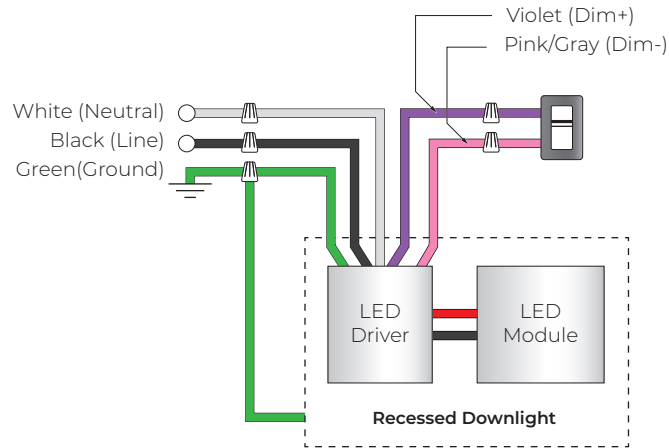 Violet (Dim+)
Pink/Gray (Dim-)
White (Neutral)
Black (Line)
Green(Ground)
LED
Driver
LED
Module
Recessed Downlight